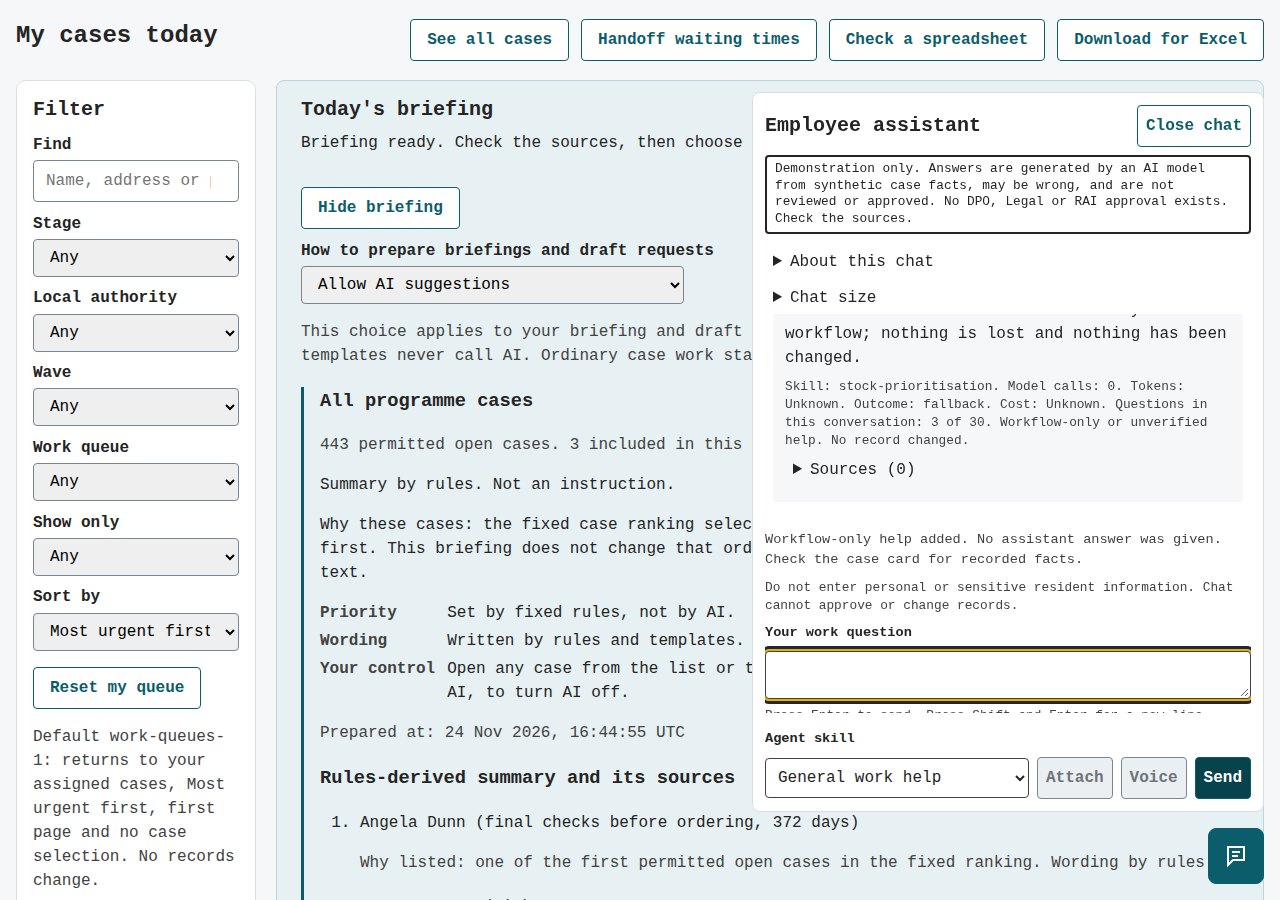 My cases today
See all cases
Handoff waiting times
Check a spreadsheet
Download for Excel
Filter
Find
Name, address or
Stage
Any
Local authority
Any
Wave
Any
Work queue
Any
Show only
Any
Sort by
Most urgent first
Reset my queue
Default work-queues-
1: returns to your
assigned cases, Most
urgent first, first
page and no case
selection. No records
change.
Today's briefing
Briefing ready. Check the sources, then choose
Hide briefing
How to prepare briefings and draft requests
Allow AI suggestions
This choice applies to your briefing and draft
templates never call AI. Ordinary case work sta
All programme cases
443 permitted open cases. 3 included in this
Summary by rules. Not an instruction.
Why these cases: the fixed case ranking selec
first. This briefing does not change that ord
text.
Priority Set by fixed rules, not by AI.
Wording Written by rules and templates.
Your control Open any case from the list or t
AI, to turn AI off.
Prepared at: 24 Nov 2026, 16:44:55 UTC
Rules-derived summary and its sources
1. Angela Dunn (final checks before ordering, 372 days)
Why listed: one of the first permitted open cases in the fixed ranking. Wording by rules
Employee assistant
Close chat
Demonstration only. Answers are generated by an AI model
from synthetic case facts, may be wrong, and are not
reviewed or approved. No DPO, Legal or RAI approval exists.
Check the sources.
About this chat
Chat size
workflow; nothing is lost and nothing has been
changed.
Skill: stock-prioritisation. Model calls: 0. Tokens:
Unknown. Outcome: fallback. Cost: Unknown. Questions in
this conversation: 3 of 30. Workflow-only or unverified
help. No record changed.
Sources (0)
Workflow-only help added. No assistant answer was given.
Check the case card for recorded facts.
Do not enter personal or sensitive resident information. Chat
cannot approve or change records.
Your work question
Press Enter to send. Press Shift and Enter for a new line.
Agent skill
General work help
Attach
Voice
Send